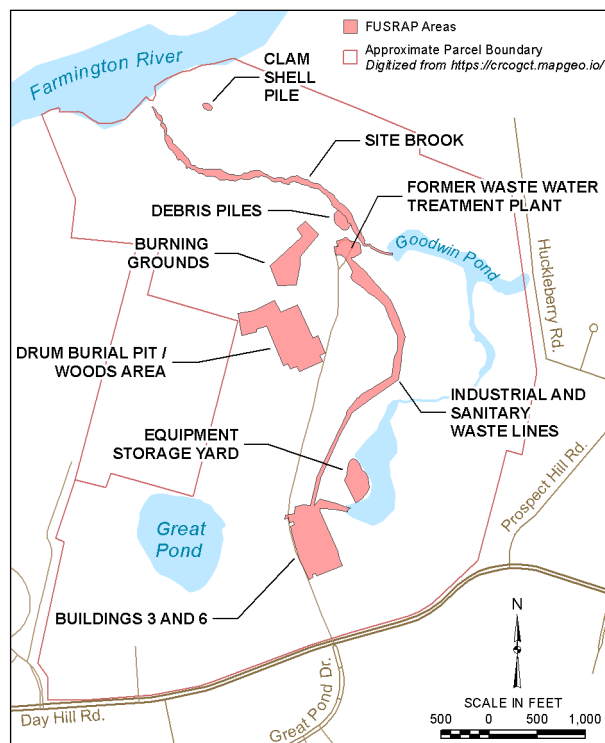 FUSRAP Areas
Approximate Parcel Boundary
Digitized from https://crcogct.mapgeo.io/
Farmington River
CLAM
SHELL
PILE
SITE BROOK
FORMER WASTE WATER
TREATMENT PLANT
DEBRIS PILES
BURNING
GROUNDS
Goodwin Pond
Huckleberry Rd.
DRUM BURIAL PIT /
WOODS AREA
INDUSTRIAL AND
SANITARY
WASTE LINES
EQUIPMENT
STORAGE YARD
Prospect Hill Rd.
Great
Pond
BUILDINGS 3 AND 6
N
Great Pond Dr.
Day Hill Rd.
SCALE IN FEET
500 0 500 1,000